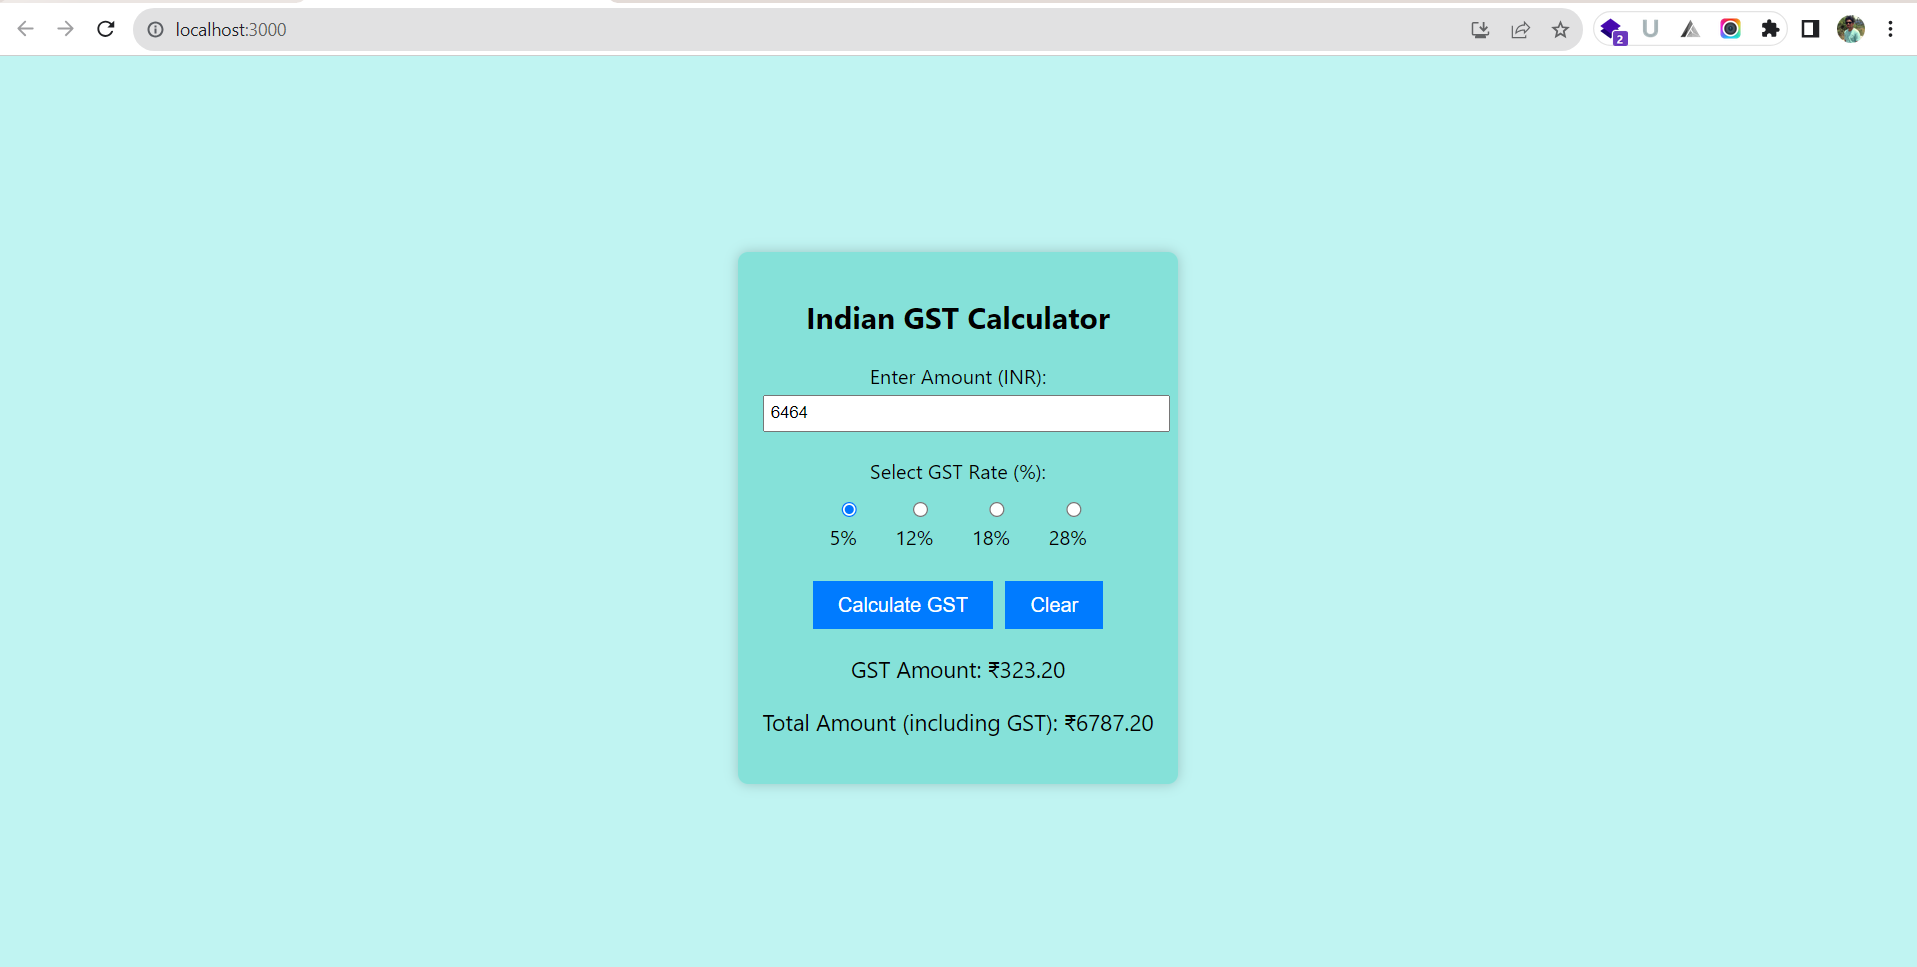 localhost:3000
2
U
Indian GST Calculator
Enter Amount (INR):
6464
Select GST Rate (%):
5% 12% 18% 28%
Calculate GST Clear
GST Amount: ₹323.20
Total Amount (including GST): ₹6787.20